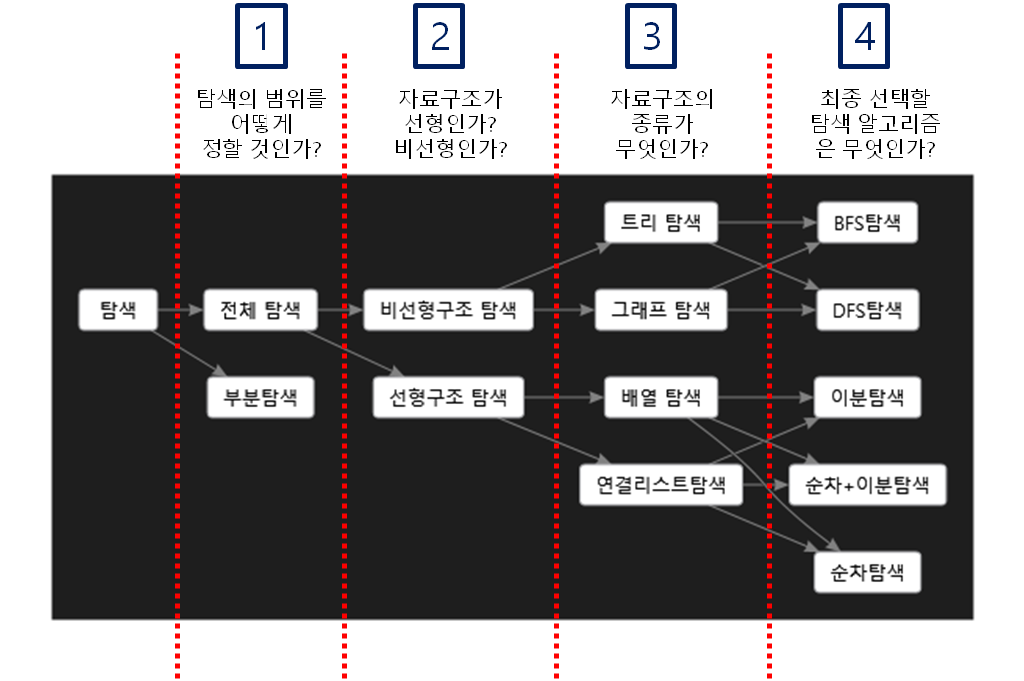 1
2
3
4
탐색의 범위를
어떻게
정할 것인가?
자료구조가
선형인가?
비선형인가?
자료구조의
종류가
무엇인가?
최종 선택할
탐색 알고리즘
은 무엇인가?
탐색
전체 탐색
부분탐색
비선형구조 탐색
선형구조 탐색
트리 탐색
그래프 탐색
배열 탐색
연결리스트탐색
BFS탐색
DFS탐색
이분탐색
순차+이분탐색
순차탐색